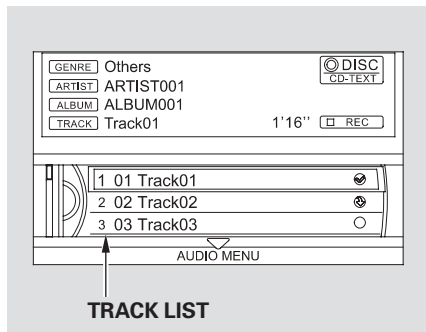 GENRE Others
DISC
CD-TEXT
ARTIST ARTIST001
ALBUM ALBUM001
TRACK Track01 1'16'' REC
1 01 Track01
2 02 Track02
3 03 Track03
AUDIO MENU
TRACK LIST